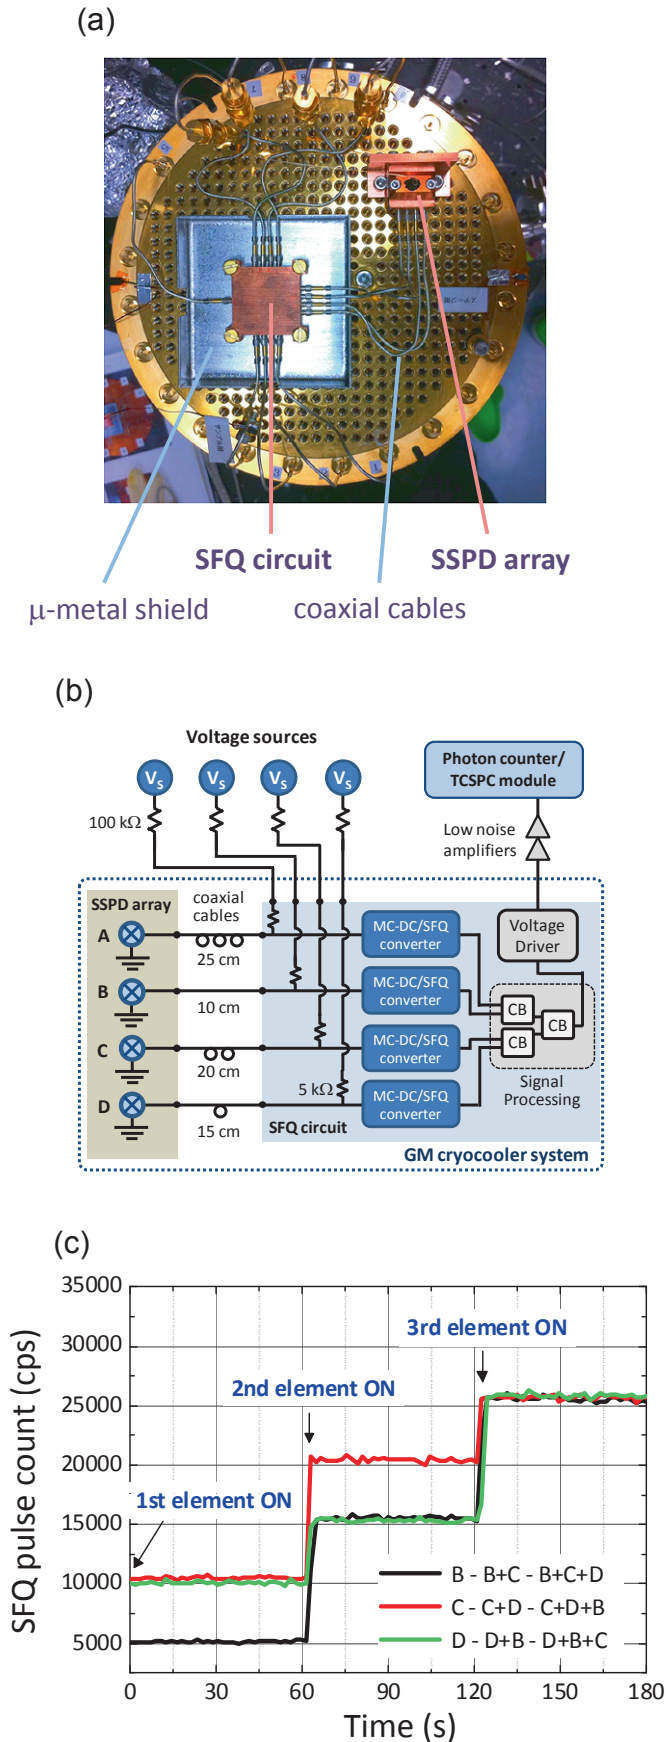 (a)
SFQ circuit
SSPD array
μ-metal shield
coaxial cables
(b)
Voltage sources
Vs
Vs
Vs
Vs
100 kΩ
Photon counter/
TCSPC module
Low noise
amplifiers
SSPD array
coaxial
cables
A
25 cm
MC-DC/SFQ
converter
Voltage
Driver
B
10 cm
MC-DC/SFQ
converter
CB
CB
CB
C
20 cm
MC-DC/SFQ
converter
Signal
Processing
D
15 cm
5 kΩ
MC-DC/SFQ
converter
SFQ circuit
GM cryocooler system
(c)
SFQ pulse count (cps)
35000
30000
25000
20000
15000
10000
5000
1st element ON
2nd element ON
3rd element ON
B - B+C - B+C+D
C - C+D - C+D+B
D - D+B - D+B+C
0
30
60
90
120
150
180
Time (s)